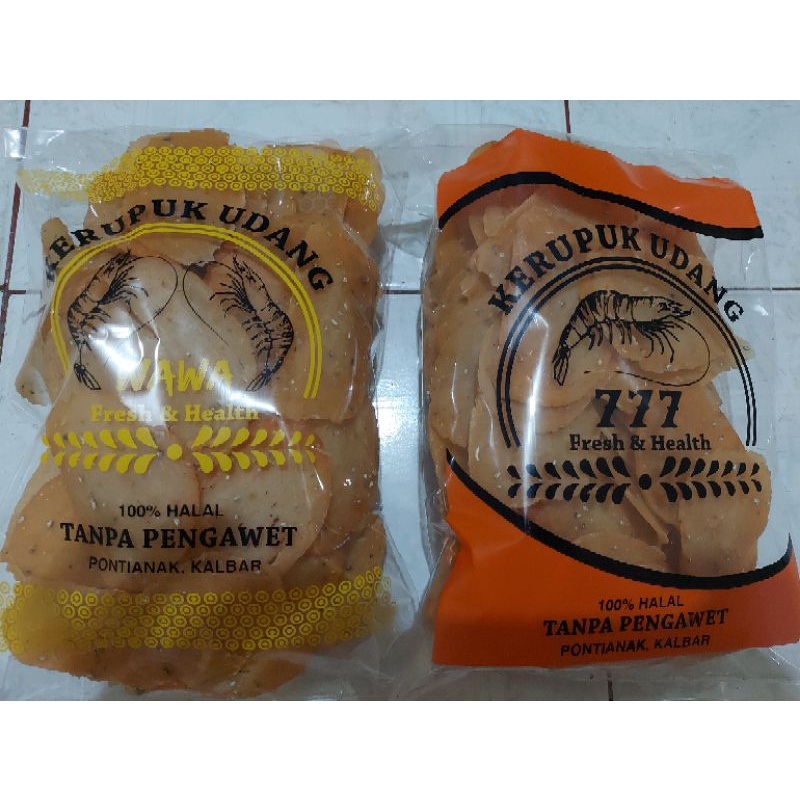 KERUPUK UDANG
WAWA
Fresh & Health
100% HALAL
TANPA PENGAWET
PONTIANAK, KALBAR
KERUPUK UDANG
777
Fresh & Health
100% HALAL
TANPA PENGAWET
PONTIANAK, KALBAR